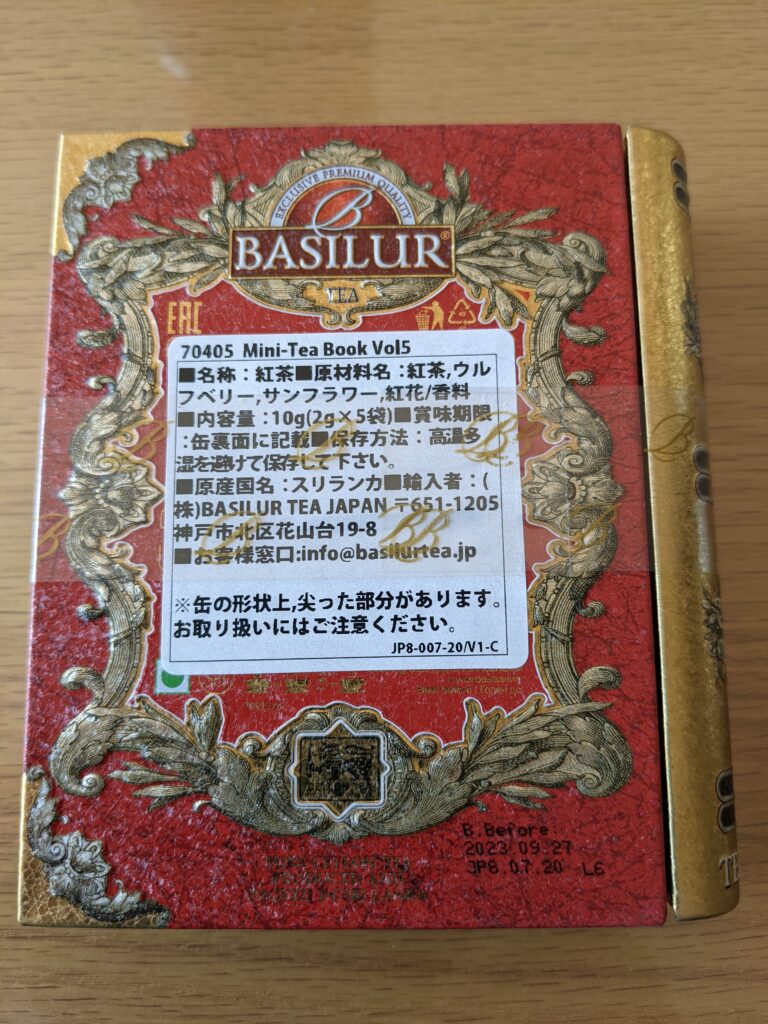 EXCLUSIVE PREMIUM QUALITY
B
BASILUR®
TEA
EAC
70405 Mini-Tea Book Vol5
■名称：紅茶■原材料名：紅茶,ウル
フベリー,サンフラワー,紅花/香料
■内容量：10g(2g×5袋)■賞味期限
:缶裏面に記載■保存方法：高温多
湿を避けて保存して下さい。
■原産国名：スリランカ■輸入者：(
株)BASILUR TEA JAPAN 〒651-1205
神戸市北区花山台19-8
■お客様窓口:info@basilurtea.jp
※缶の形状上,尖った部分があります。
お取り扱いにはご注意ください。
JP8-007-20/V1-C
B.Before:
2023.09.27
JP8.07.20 L6